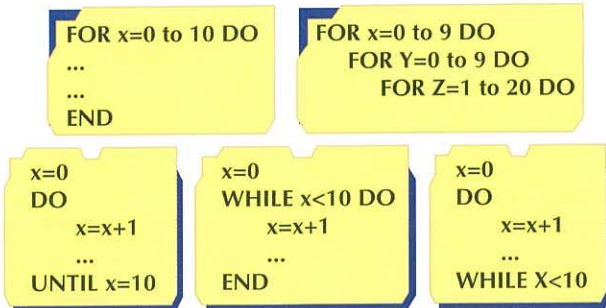 FOR x=0 to 10 DO
...
...
END
FOR x=0 to 9 DO
FOR Y=0 to 9 DO
FOR Z=1 to 20 DO
x=0
DO
x=x+1
...
UNTIL x=10
x=0
WHILE x<10 DO
x=x+1
...
END
x=0
DO
x=x+1
...
WHILE X<10